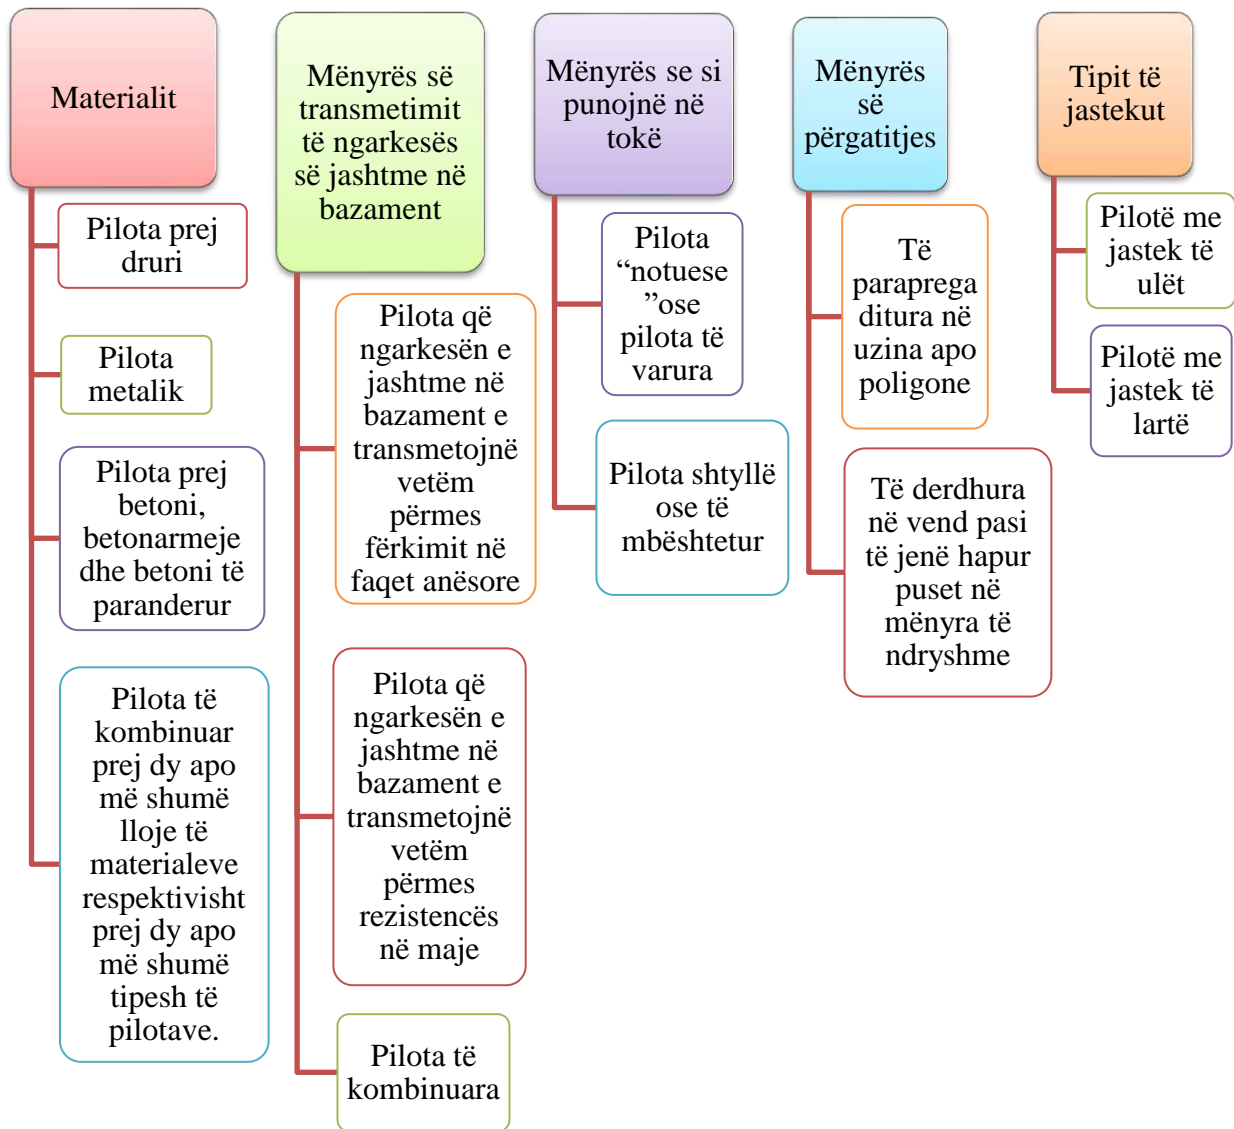 Materialit
Pilota prej
druri
Pilota
metalik
Pilota prej
betoni,
betonarmeje
dhe betoni të
paranderur
Pilota të
kombinuar
prej dy apo
më shumë
lloje të
materialeve
respektivisht
prej dy apo
më shumë
tipesh të
pilotave.
Mënyrës së
transmetimit
të ngarkesës
së jashtme në
bazament
Pilota që
ngarkesën e
jashtme në
bazament e
transmetojnë
vetëm
përmes
fërkimit në
faqet anësore
Pilota që
ngarkesën e
jashtme në
bazament e
transmetojnë
vetëm
përmes
rezistencës
në maje
Pilota të
kombinuara
Mënyrës se si
punojnë në
tokë
Pilota
“notuese
”ose
pilota të
varura
Pilota shtyllë
ose të
mbështetur
Mënyrës
së
përgatitjes
Të
paraprega
ditura në
uzina apo
poligone
Të derdhura
në vend pasi
të jenë hapur
puset në
mënyra të
ndryshme
Tipit të
jastekut
Pilotë me
jastek të
ulët
Pilotë me
jastek të
lartë